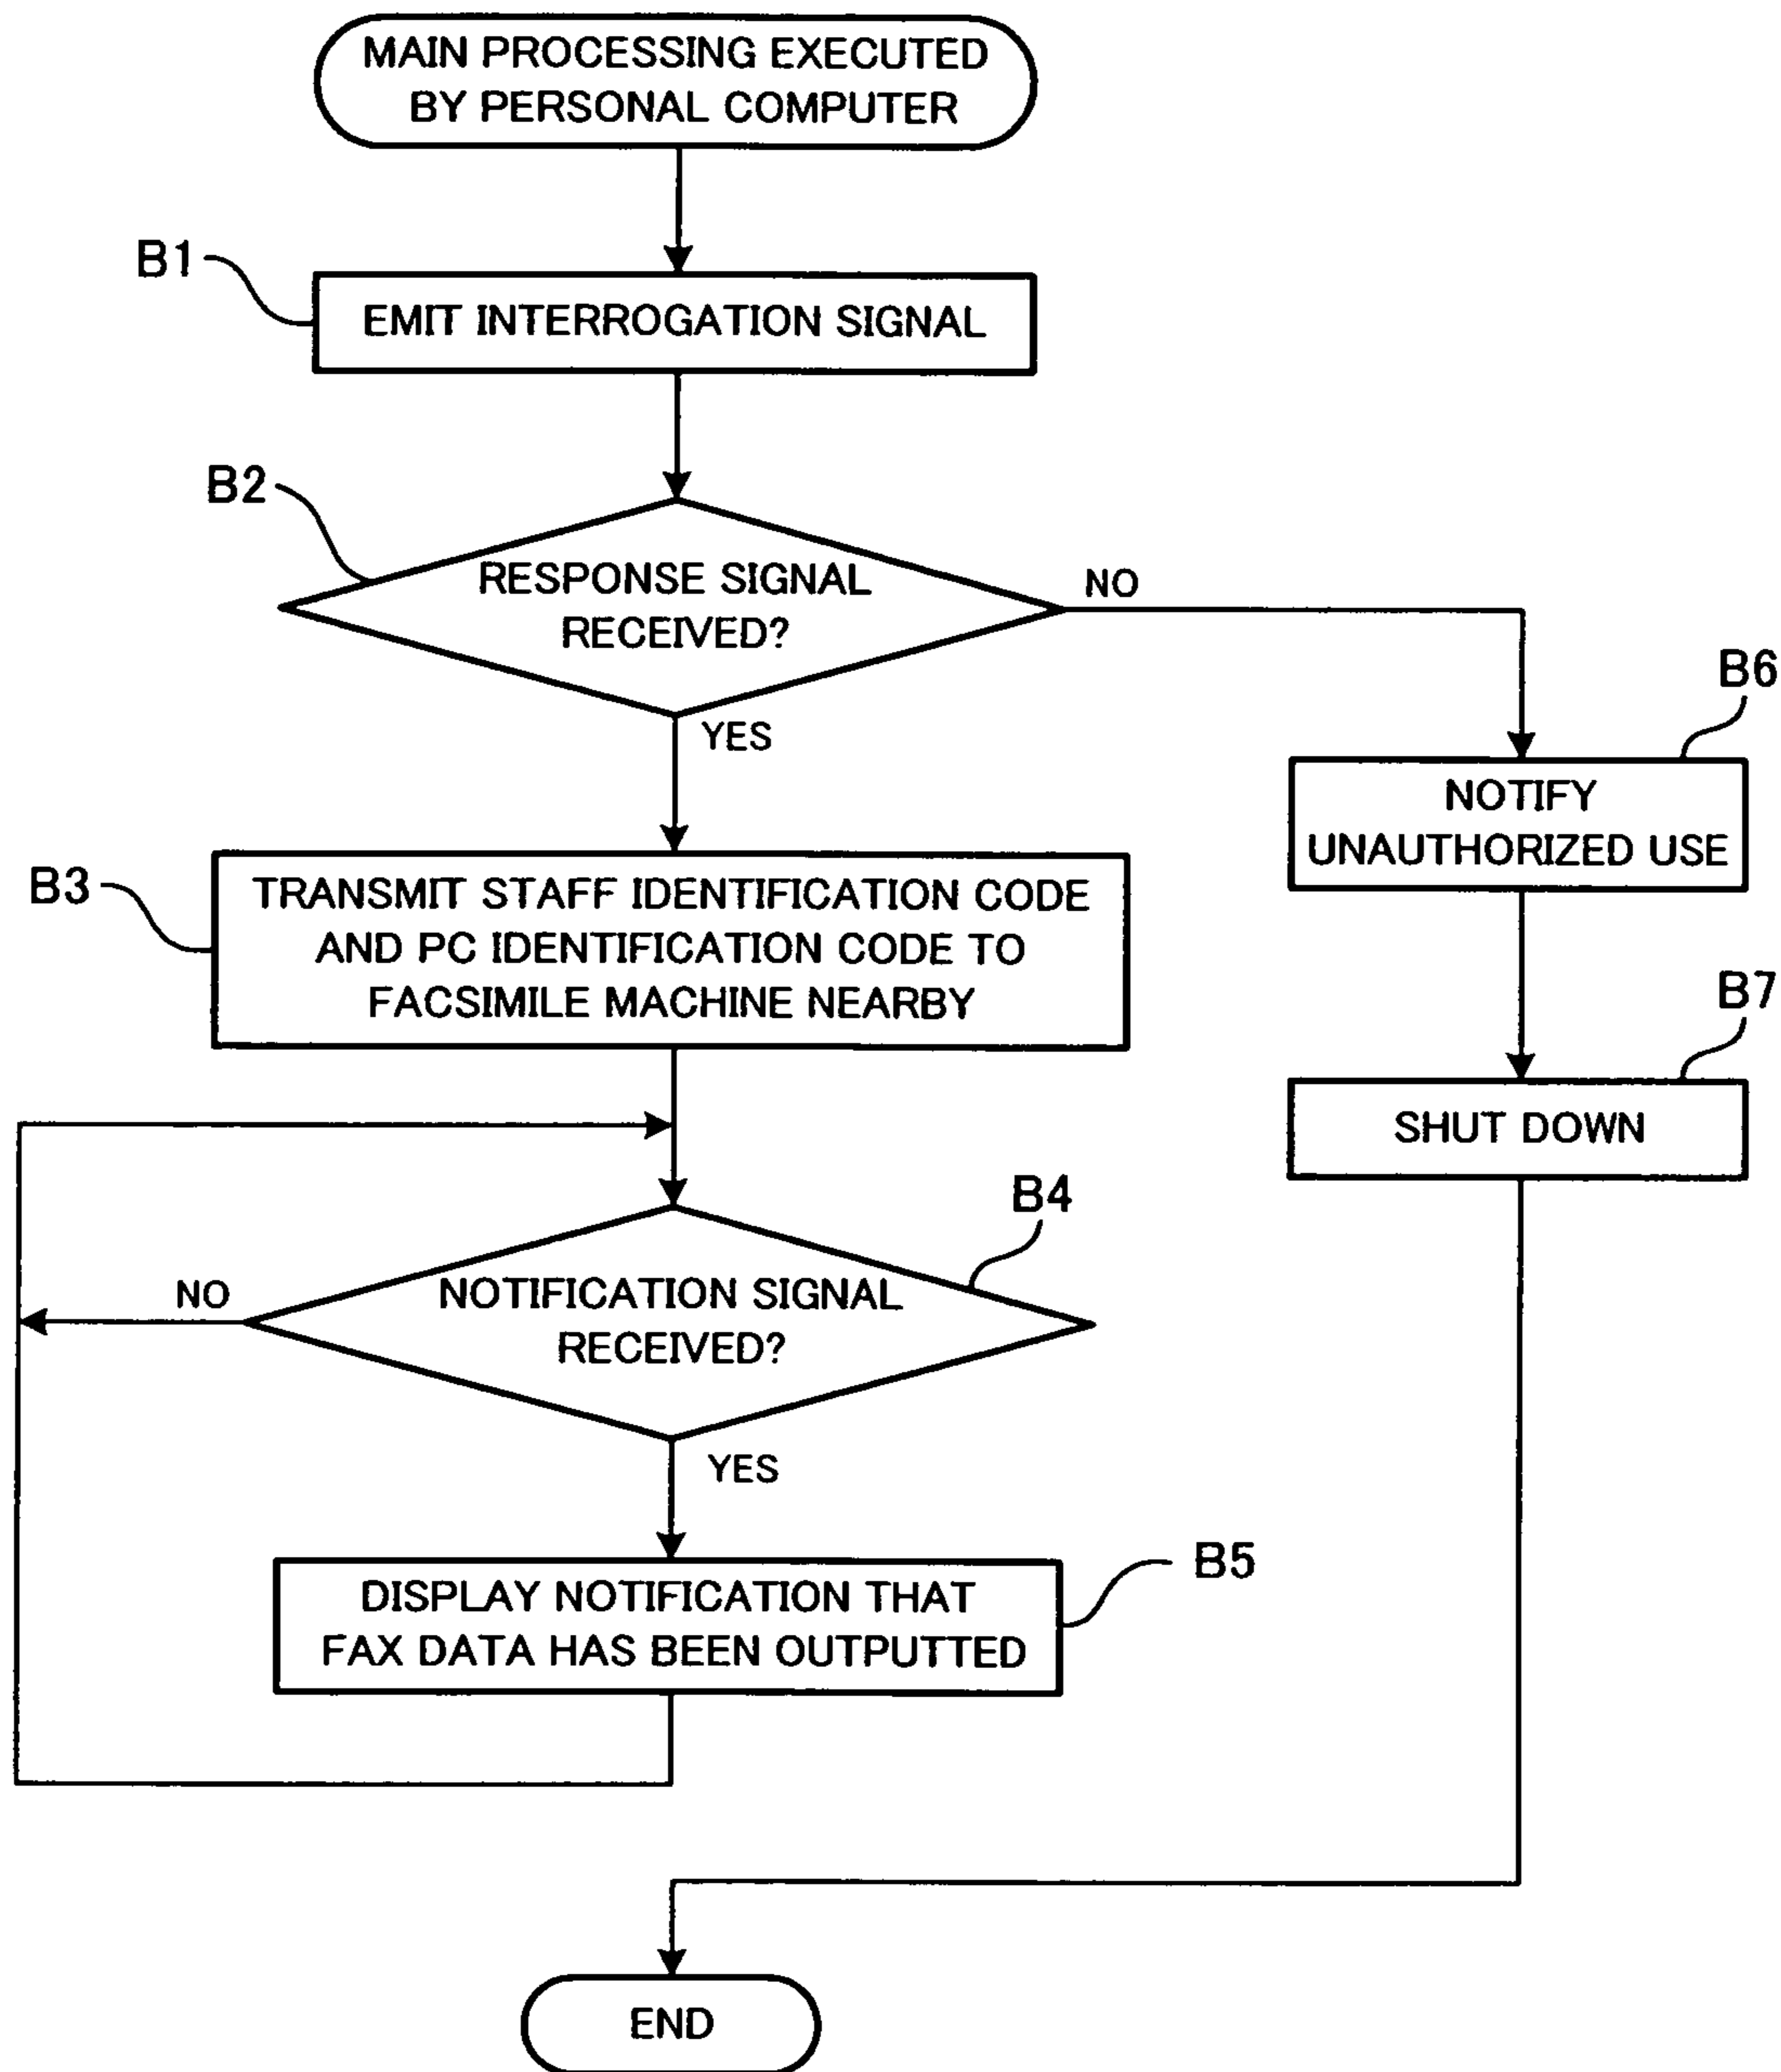 MAIN PROCESSING EXECUTED
BY PERSONAL COMPUTER
B1
EMIT INTERROGATION SIGNAL
B2
RESPONSE SIGNAL
RECEIVED?
NO
YES
B6
NOTIFY
UNAUTHORIZED USE
B3
TRANSMIT STAFF IDENTIFICATION CODE
AND PC IDENTIFICATION CODE TO
FACSIMILE MACHINE NEARBY
B7
SHUT DOWN
B4
NOTIFICATION SIGNAL
RECEIVED?
NO
YES
B5
DISPLAY NOTIFICATION THAT
FAX DATA HAS BEEN OUTPUTTED
END